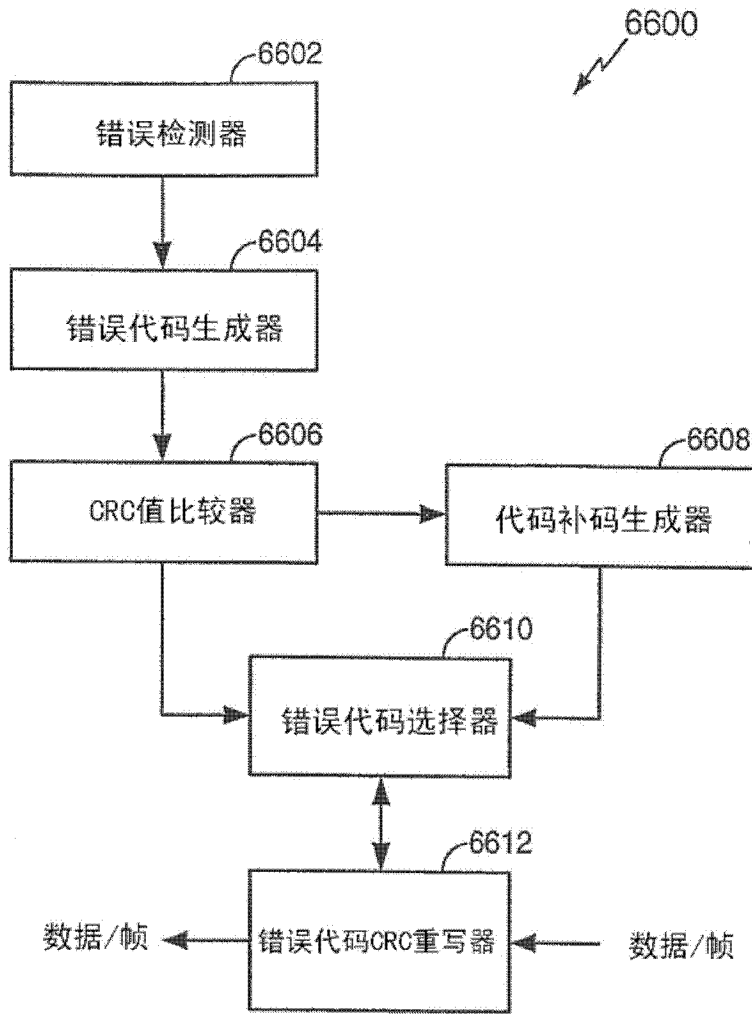 6600
6602
错误检测器
6604
错误代码生成器
6606
CRC值比较器
6608
代码补码生成器
6610
错误代码选择器
6612
数据/帧
错误代码CRC重写器
数据/帧